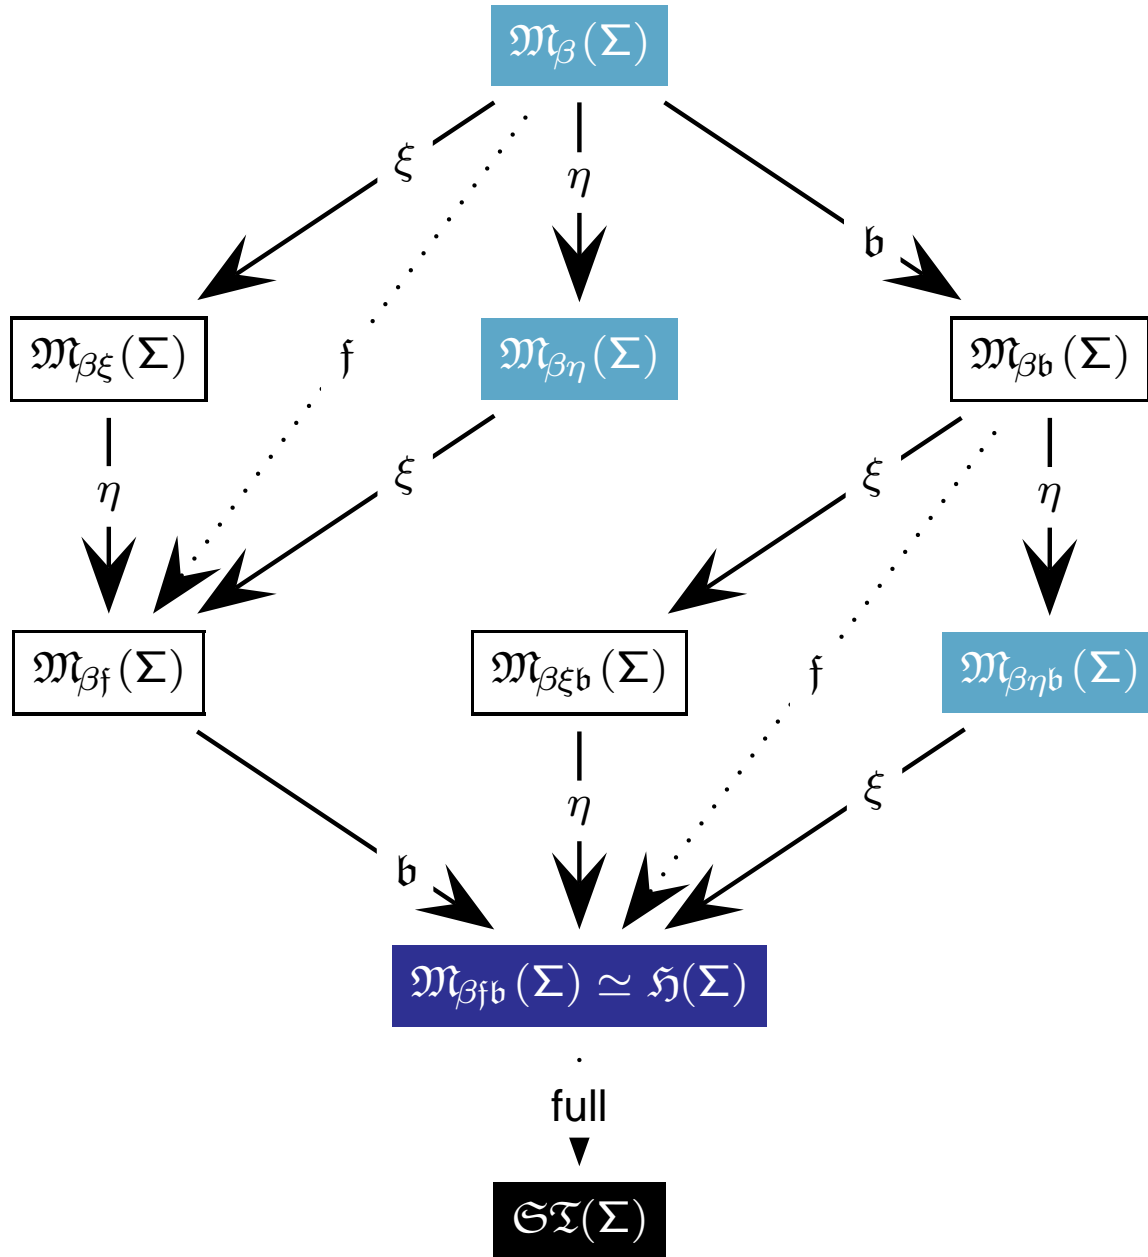 𝔐_β(Σ)
ξ
η
𝔟
𝔣
𝔐_βξ(Σ)
𝔐_βη(Σ)
𝔐_β𝔟(Σ)
η
ξ
ξ
η
𝔣
𝔐_β𝔣(Σ)
𝔐_βξ𝔟(Σ)
𝔐_βη𝔟(Σ)
𝔟
η
ξ
𝔐_β𝔣𝔟(Σ) ≃ ℌ(Σ)
full
𝔖𝔗(Σ)